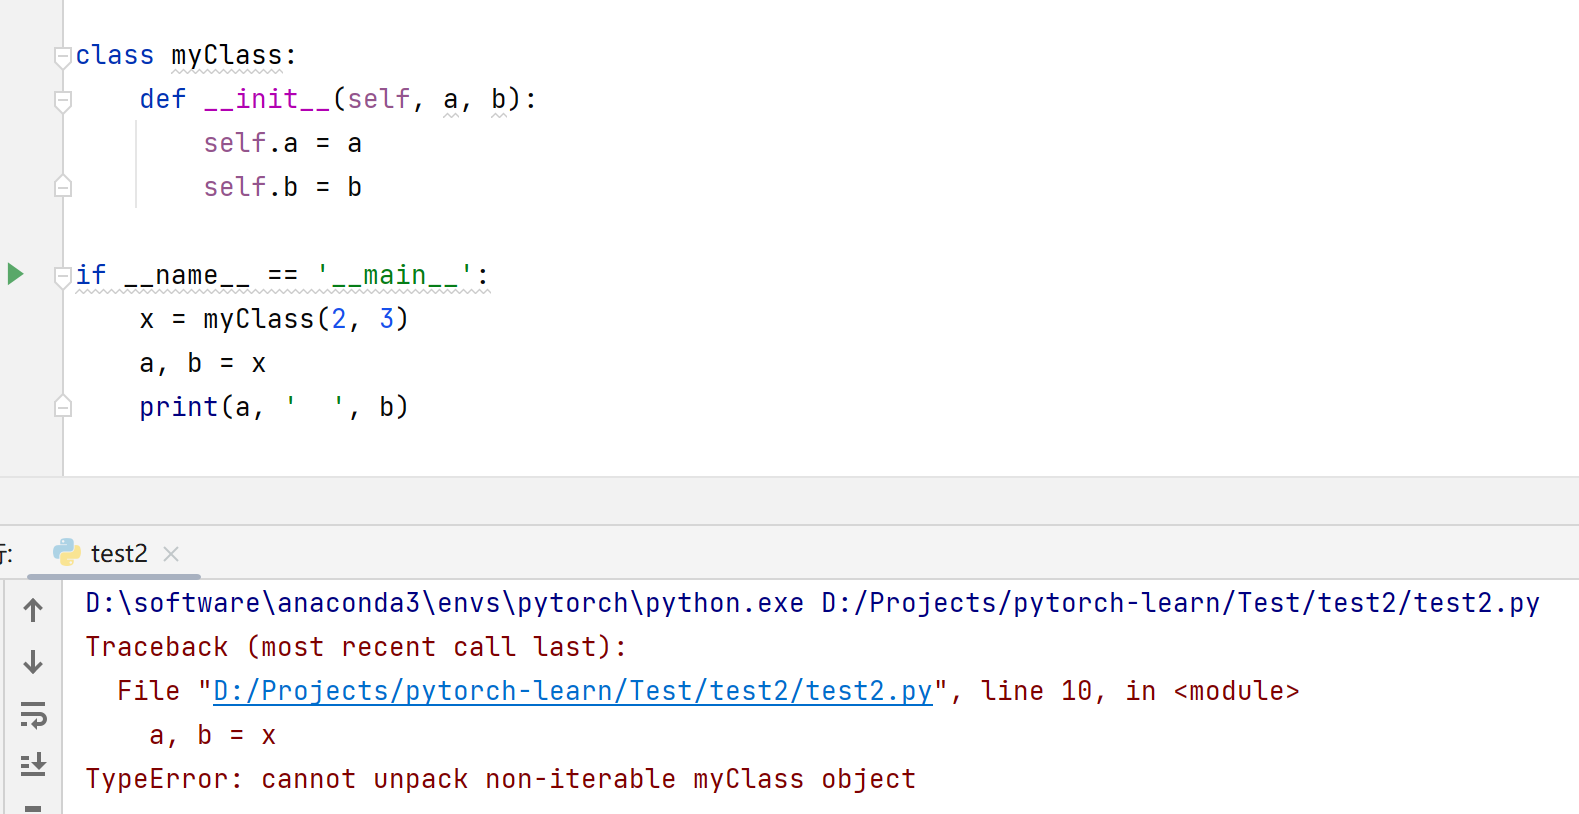 class myClass:
    def __init__(self, a, b):
        self.a = a
        self.b = b
if __name__ == '__main__':
    x = myClass(2, 3)
    a, b = x
    print(a, '  ', b)
test2
D:\software\anaconda3\envs\pytorch\python.exe D:/Projects/pytorch-learn/Test/test2/test2.py
Traceback (most recent call last):
  File "D:/Projects/pytorch-learn/Test/test2/test2.py", line 10, in <module>
    a, b = x
TypeError: cannot unpack non-iterable myClass object